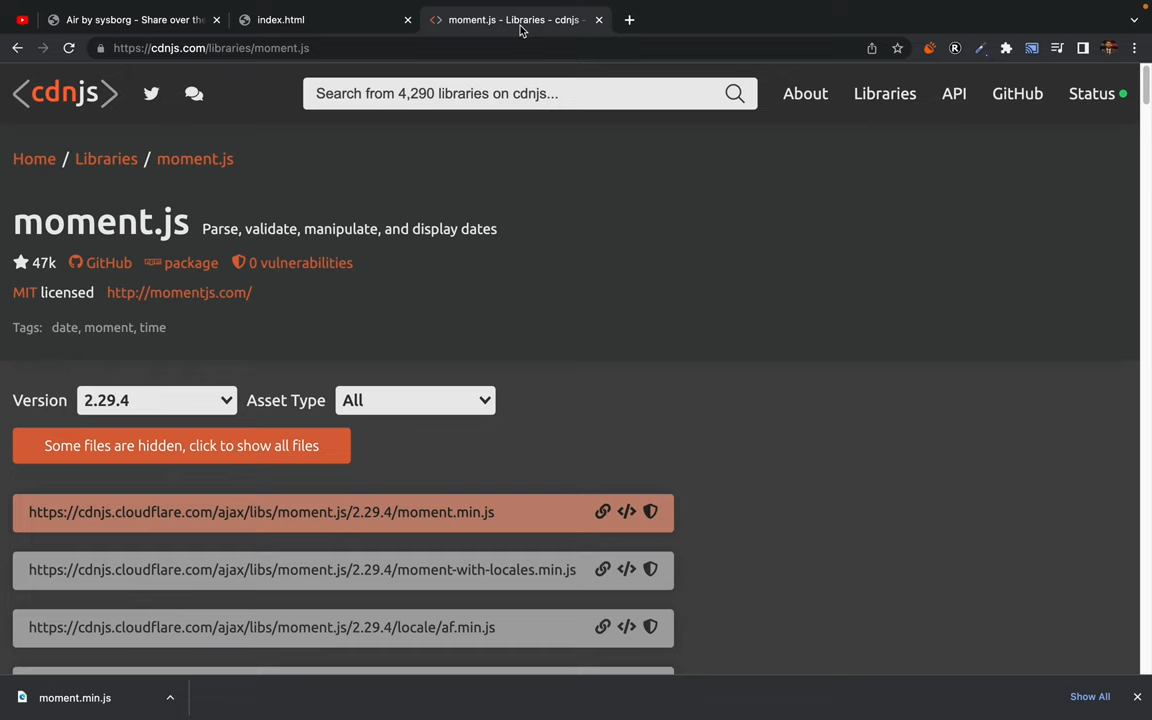 Air by sysborg - Share over the
index.html
moment.js - Libraries - cdnjs -
https://cdnjs.com/libraries/moment.js
<cdnjs>
Search from 4,290 libraries on cdnjs...
About
Libraries
API
GitHub
Status
Home / Libraries / moment.js
moment.js Parse, validate, manipulate, and display dates
47k GitHub package 0 vulnerabilities
MIT licensed http://momentjs.com/
Tags: date, moment, time
Version 2.29.4 Asset Type All
Some files are hidden, click to show all files
https://cdnjs.cloudflare.com/ajax/libs/moment.js/2.29.4/moment.min.js
https://cdnjs.cloudflare.com/ajax/libs/moment.js/2.29.4/moment-with-locales.min.js
https://cdnjs.cloudflare.com/ajax/libs/moment.js/2.29.4/locale/af.min.js
moment.min.js
Show All